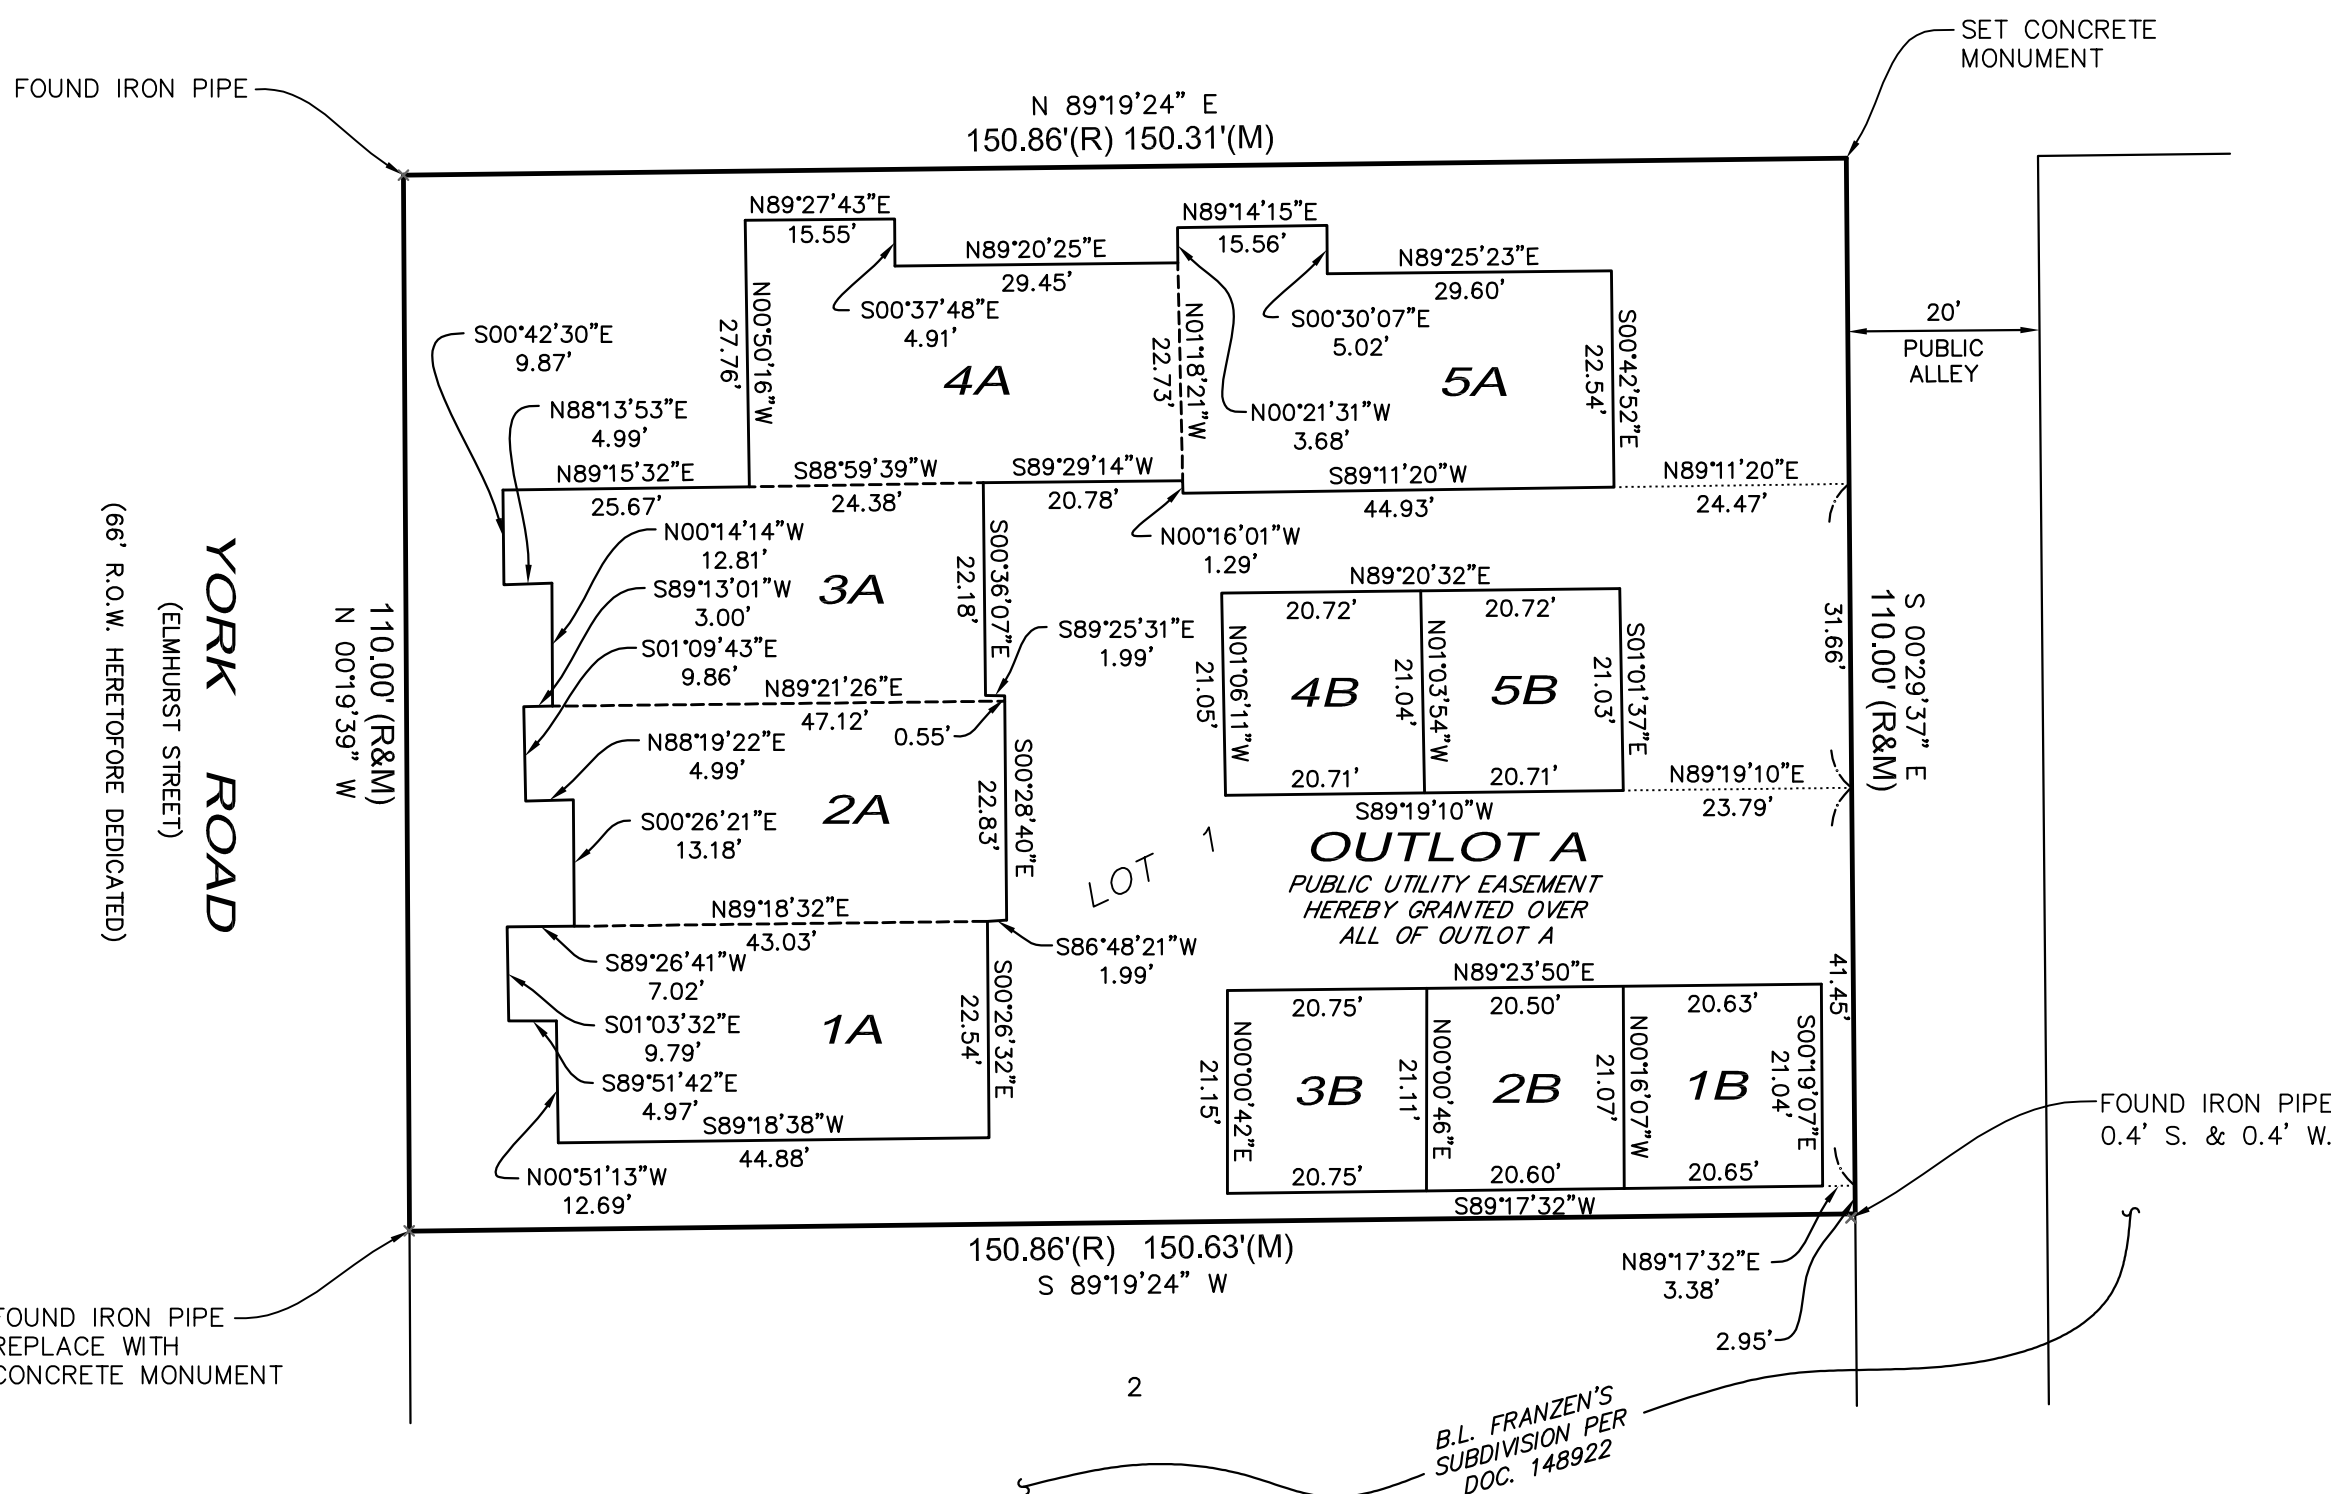 SET CONCRETE
MONUMENT
FOUND IRON PIPE
N 89°19'24" E
150.86'(R) 150.31'(M)
N89°27'43"E
15.55'
N89°20'25"E
29.45'
S00°37'48"E
4.91'
N00°50'16"W
27.76'
4A
N89°14'15"E
15.56'
N89°25'23"E
29.60'
S00°30'07"E
5.02'
N01°18'21"W
22.73'
N00°21'31"W
3.68'
5A
S00°42'52"E
22.54'
20'
PUBLIC
ALLEY
S00°42'30"E
9.87'
N88°13'53"E
4.99'
N89°15'32"E
25.67'
S88°59'39"W
24.38'
S89°29'14"W
20.78'
S89°11'20"W
44.93'
N89°11'20"E
24.47'
N00°14'14"W
12.81'
S89°13'01"W
3.00'
S01°09'43"E
9.86'
3A
S00°36'07"E
22.18'
N00°16'01"W
1.29'
S89°25'31"E
1.99'
N89°21'26"E
47.12'
0.55'
YORK ROAD
(ELMHURST STREET)
(66' R.O.W. HERETOFORE DEDICATED)
110.00' (R&M)
N 00°19'39" W
N89°20'32"E
20.72'
20.72'
N01°06'11"W
21.05'
4B
N01°03'54"W
21.04'
5B
S01°01'37"E
21.03'
20.71'
20.71'
S89°19'10"W
N89°19'10"E
23.79'
31.66'
S 00°29'37" E
110.00' (R&M)
N88°19'22"E
4.99'
S00°26'21"E
13.18'
2A
S00°28'40"E
22.83'
N89°18'32"E
43.03'
LOT 1
OUTLOT A
PUBLIC UTILITY EASEMENT
HEREBY GRANTED OVER
ALL OF OUTLOT A
S86°48'21"W
1.99'
S89°26'41"W
7.02'
S01°03'32"E
9.79'
S89°51'42"E
4.97'
1A
S00°26'32"E
22.54'
S89°18'38"W
44.88'
N00°51'13"W
12.69'
N89°23'50"E
20.75'
20.50'
20.63'
41.45'
N00°00'42"E
21.15'
3B
N00°00'46"E
21.11'
2B
N00°16'07"W
21.07'
1B
S00°19'07"E
21.04'
20.75'
20.60'
20.65'
S89°17'32"W
FOUND IRON PIPE
0.4' S. & 0.4' W.
150.86'(R) 150.63'(M)
S 89°19'24" W
N89°17'32"E
3.38'
2.95'
FOUND IRON PIPE
REPLACE WITH
CONCRETE MONUMENT
2
B.L. FRANZEN'S
SUBDIVISION PER
DOC. 148922